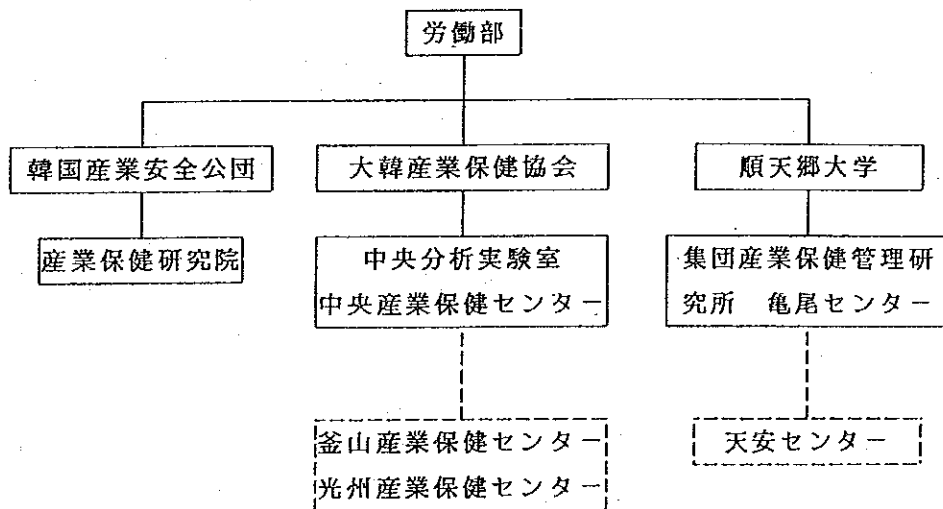 労働部
韓国産業安全公団
大韓産業保健協会
順天郷大学
産業保健研究院
中央分析実験室
中央産業保健センター
集団産業保健管理研
究所　亀尾センター
釜山産業保健センター
光州産業保健センター
天安センター